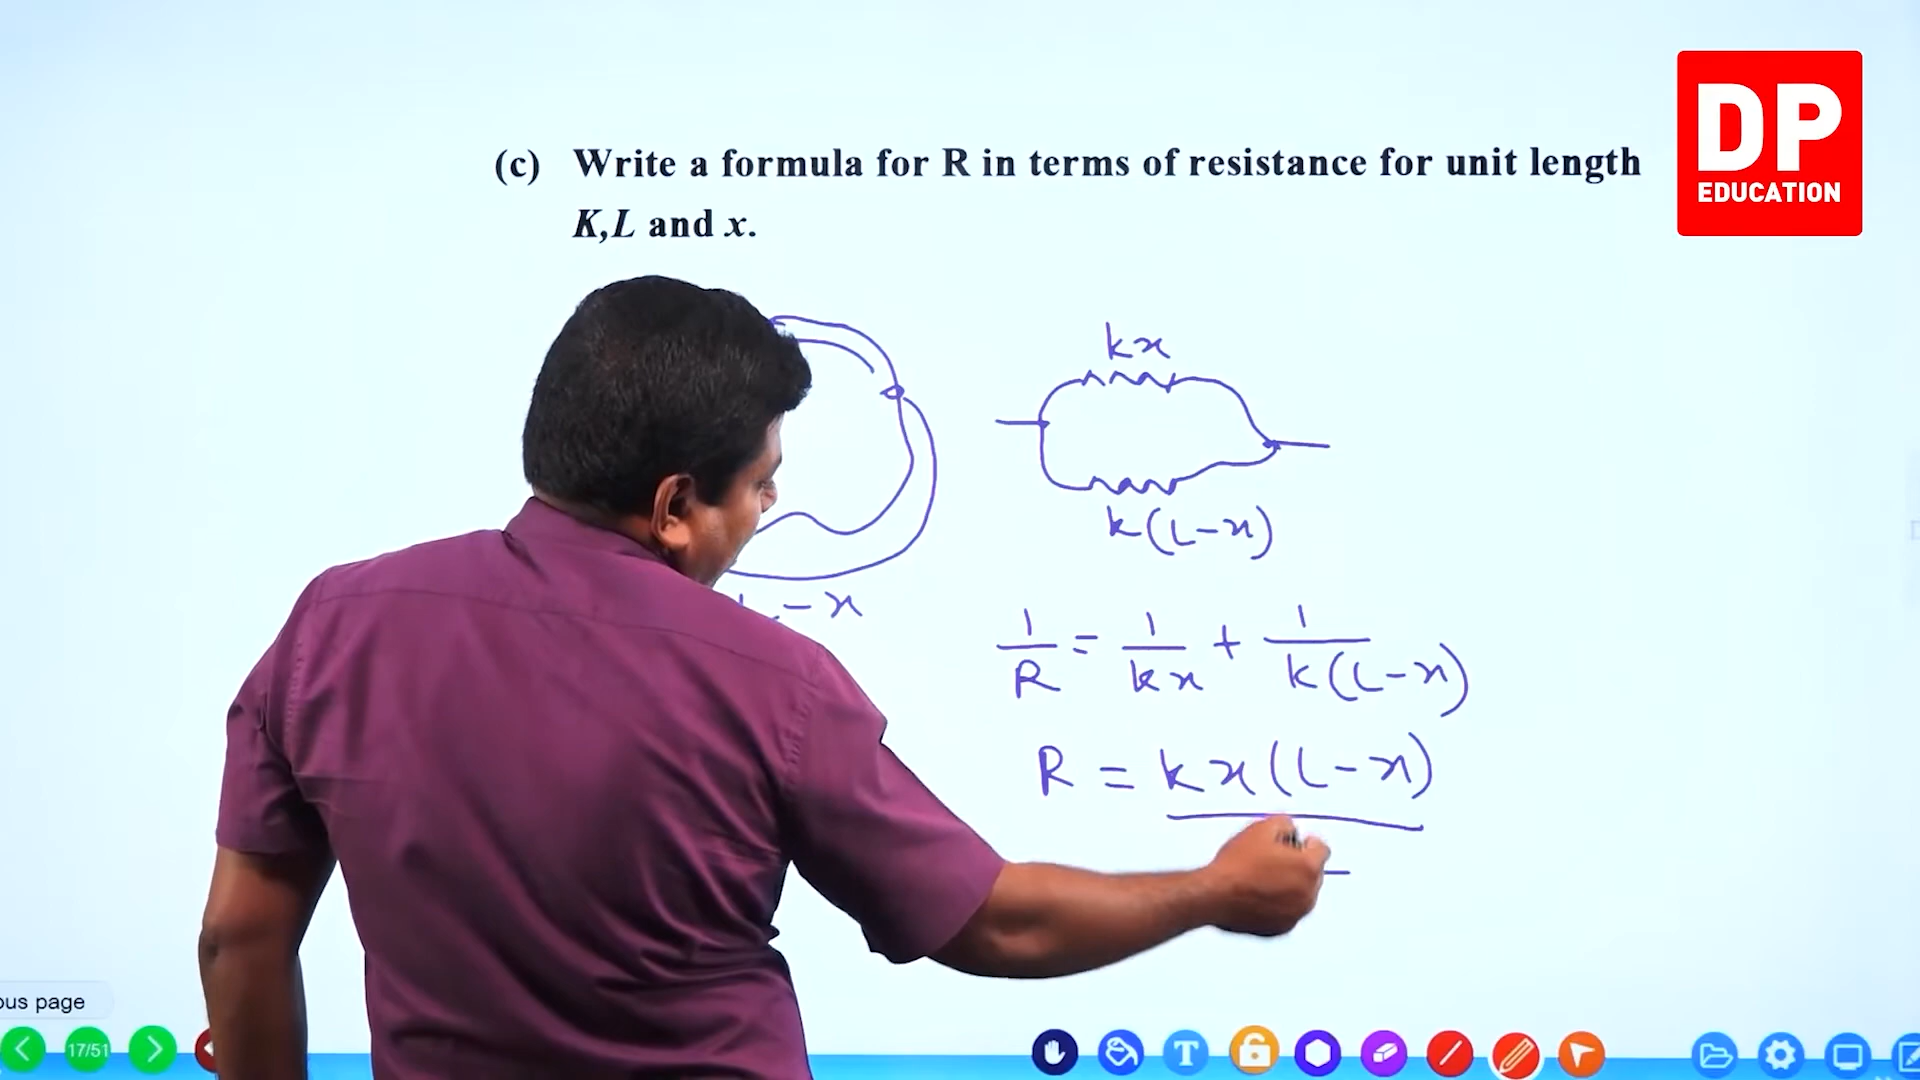 DP
EDUCATION
(c) Write a formula for R in terms of resistance for unit length
K,L and x.
kx
k(L-x)
-x
1/R = 1/kx + 1/k(L-x)
R = kx(L-x)
ous page
17/51
T